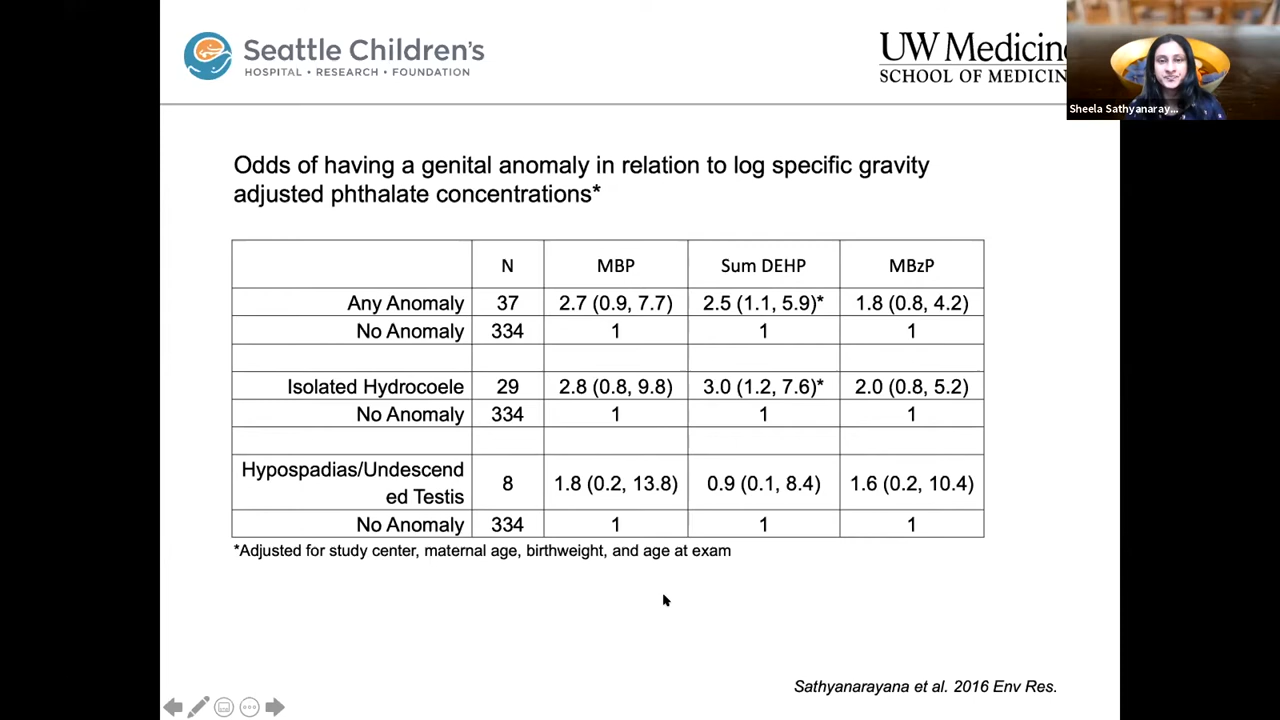 Seattle Children's
HOSPITAL • RESEARCH • FOUNDATION
UW Medicine
SCHOOL OF MEDICIN
Sheela Sathyanaray...
Odds of having a genital anomaly in relation to log specific gravity
adjusted phthalate concentrations*
N MBP Sum DEHP MBzP
Any Anomaly 37 2.7 (0.9, 7.7) 2.5 (1.1, 5.9)* 1.8 (0.8, 4.2)
No Anomaly 334 1 1 1
Isolated Hydrocoele 29 2.8 (0.8, 9.8) 3.0 (1.2, 7.6)* 2.0 (0.8, 5.2)
No Anomaly 334 1 1 1
Hypospadias/Undescend
ed Testis 8 1.8 (0.2, 13.8) 0.9 (0.1, 8.4) 1.6 (0.2, 10.4)
No Anomaly 334 1 1 1
*Adjusted for study center, maternal age, birthweight, and age at exam
Sathyanarayana et al. 2016 Env Res.